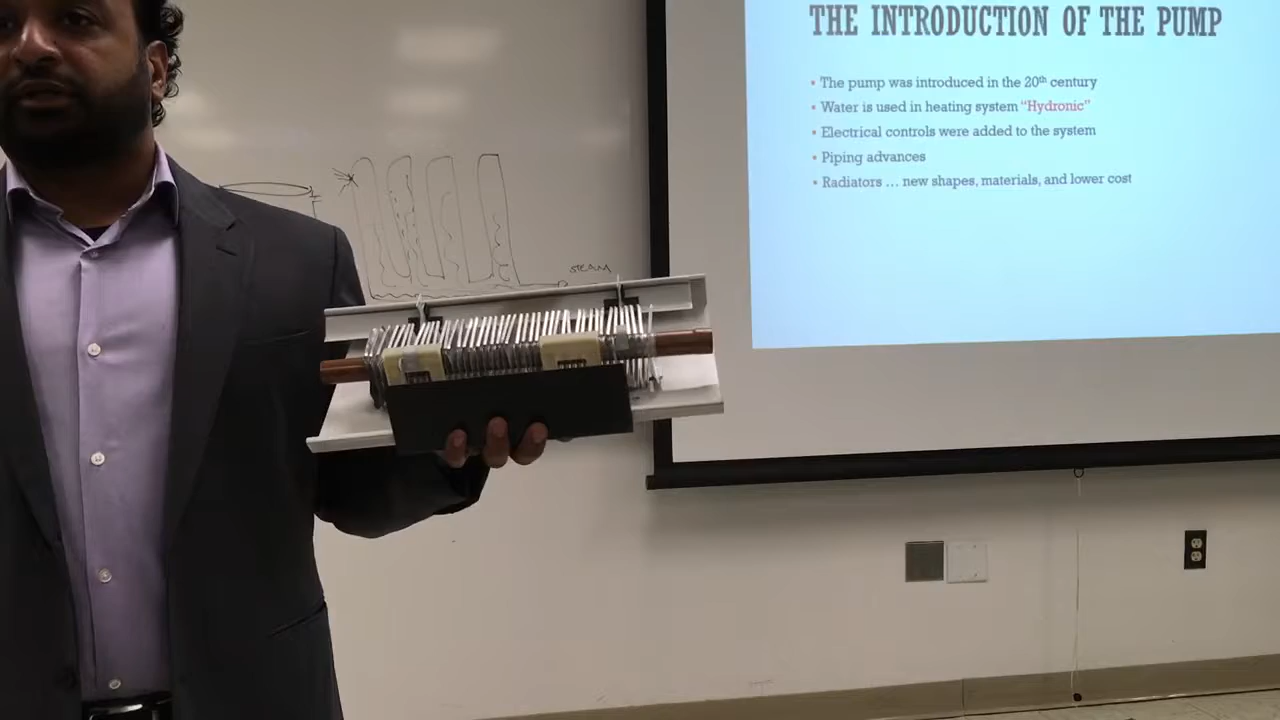 THE INTRODUCTION OF THE PUMP
• The pump was introduced in the 20th century
• Water is used in heating system "Hydronic"
• Electrical controls were added to the system
• Piping advances
• Radiators ... new shapes, materials, and lower cost
STEAM